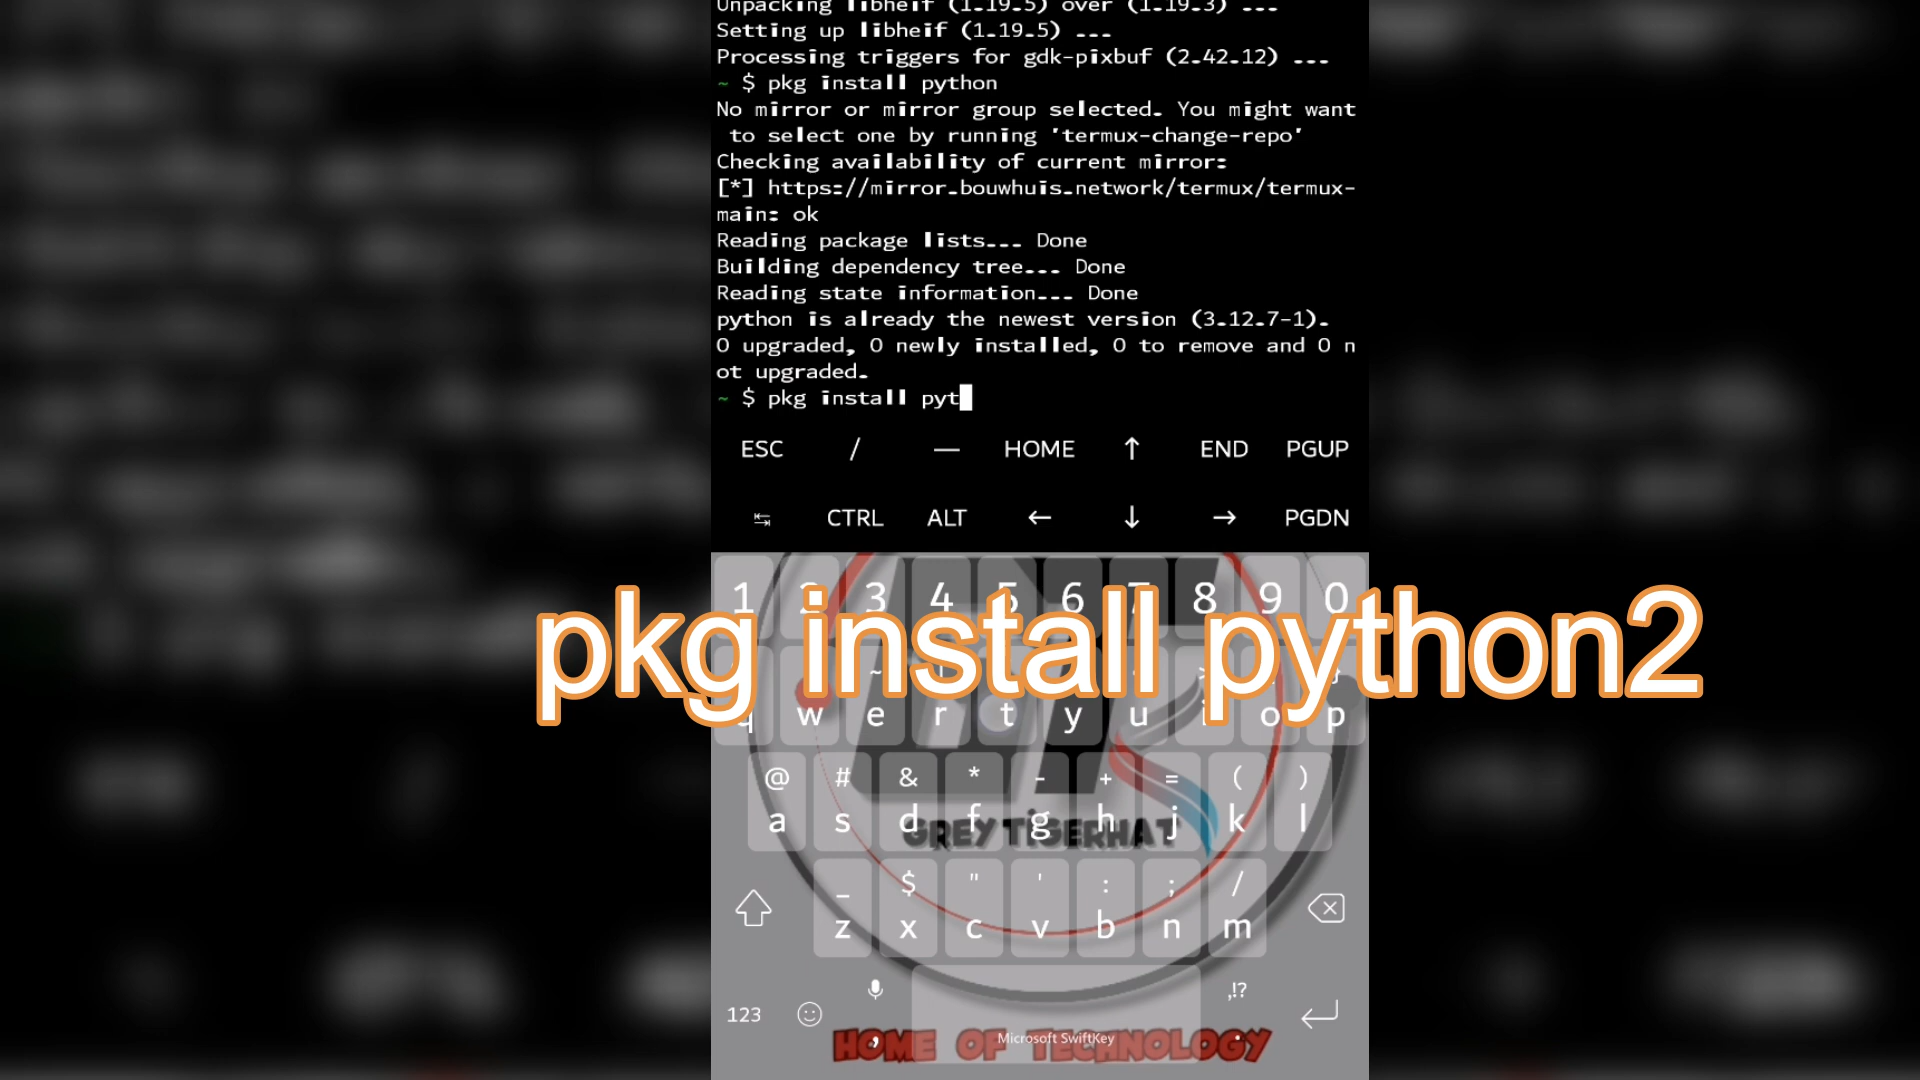 Unpacking libheif (1.19.5) over (1.19.3) ...
Setting up libheif (1.19.5) ...
Processing triggers for gdk-pixbuf (2.42.12) ...
~ $ pkg install python
No mirror or mirror group selected. You might want
to select one by running 'termux-change-repo'
Checking availability of current mirror:
[*] https://mirror.bouwhuis.network/termux/termux-
main: ok
Reading package lists... Done
Building dependency tree... Done
Reading state information... Done
python is already the newest version (3.12.7-1).
0 upgraded, 0 newly installed, 0 to remove and 0 n
ot upgraded.
~ $ pkg install pyt
ESC / — HOME ↑ END PGUP
↹ CTRL ALT ← ↓ → PGDN
1 2 3 4 5 6 7 8 9 0
pkg install python2
q w e r t y u i o p
@ # & * - + = ( )
a s d f g h j k l
GREY TIGERHAT
_ $ " ' : ; /
z x c v b n m
,!?
123 , .
Microsoft SwiftKey
HOME OF TECHNOLOGY